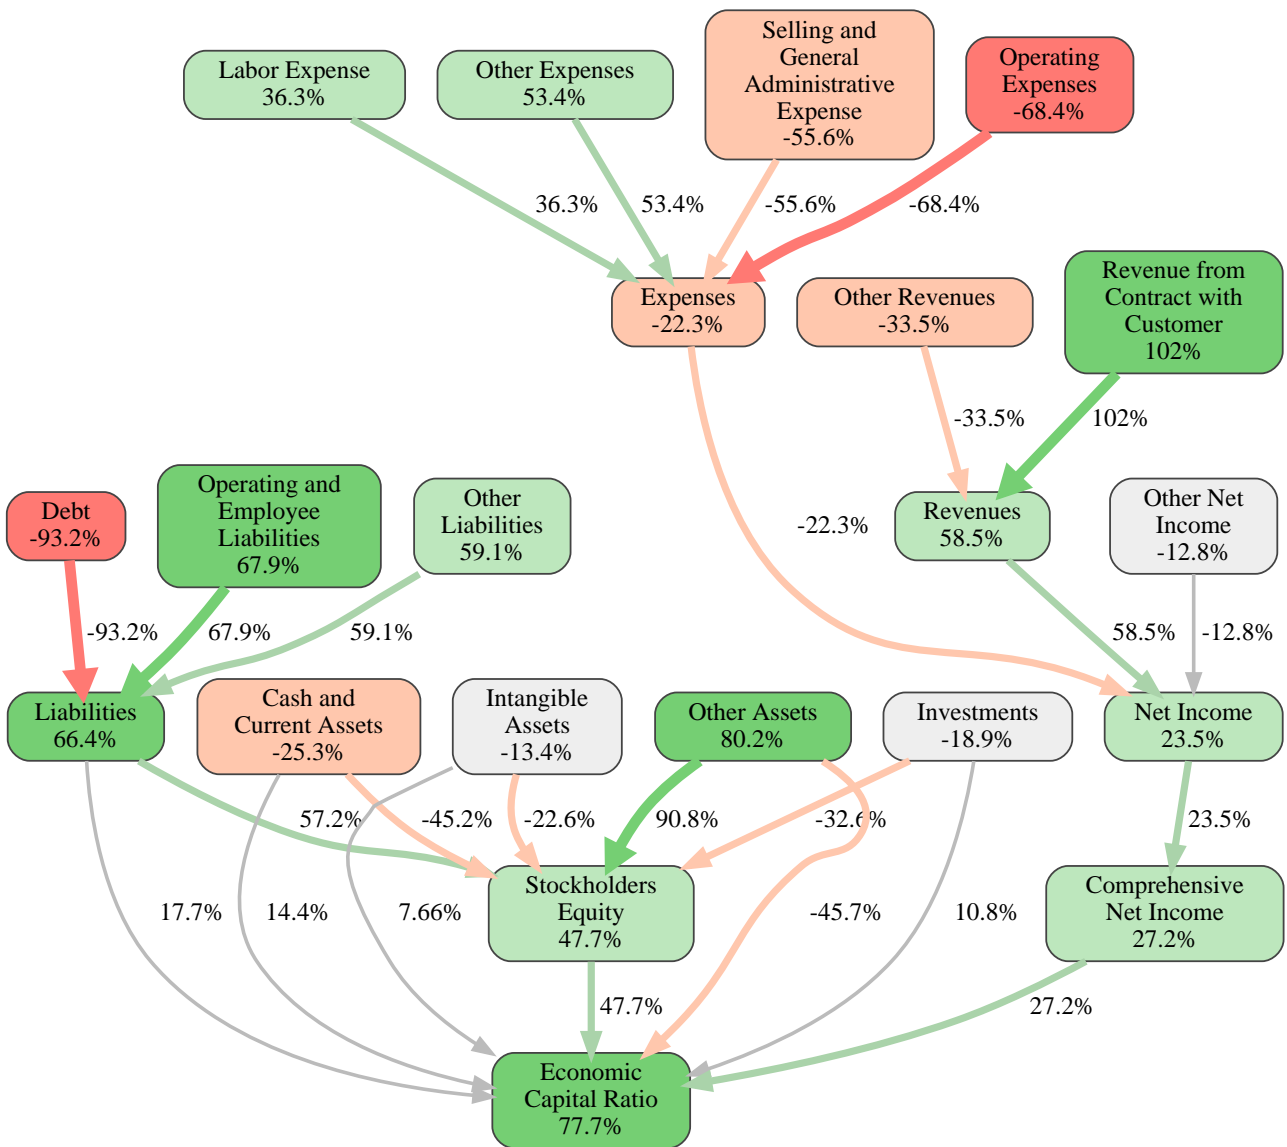 Selling and
General
Administrative
Expense
-55.6%
Labor Expense
36.3%
Other Expenses
53.4%
Operating
Expenses
-68.4%
36.3%
53.4%
-55.6%
-68.4%
Expenses
-22.3%
Other Revenues
-33.5%
Revenue from
Contract with
Customer
102%
-33.5%
102%
Debt
-93.2%
Operating and
Employee
Liabilities
67.9%
Other
Liabilities
59.1%
-22.3%
Revenues
58.5%
Other Net
Income
-12.8%
-93.2%
67.9%
59.1%
58.5%
-12.8%
Liabilities
66.4%
Cash and
Current Assets
-25.3%
Intangible
Assets
-13.4%
Other Assets
80.2%
Investments
-18.9%
Net Income
23.5%
57.2%
-45.2%
-22.6%
90.8%
-32.6%
23.5%
17.7%
14.4%
7.66%
Stockholders
Equity
47.7%
-45.7%
10.8%
Comprehensive
Net Income
27.2%
47.7%
27.2%
Economic
Capital Ratio
77.7%